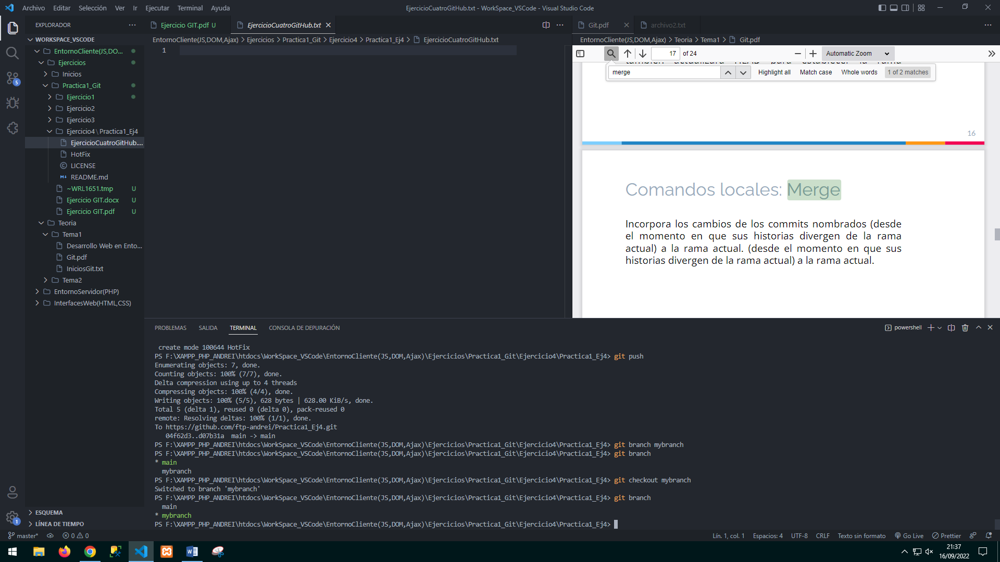 Archivo Editar Selección Ver Ir Ejecutar Terminal Ayuda
EjercicioCuatroGitHub.txt - WorkSpace_VSCode - Visual Studio Code
EXPLORADOR
WORKSPACE_VSCODE
EntornoCliente(JS,DO...
Ejercicios
Inicios
Practica1_Git
Ejercicio1
Ejercicio2
Ejercicio3
Ejercicio4\Practica1_Ej4
EjercicioCuatroGitHub....
HotFix
LICENSE
README.md
~WRL1651.tmp U
Ejercicio GIT.docx U
Ejercicio GIT.pdf U
Teoria
Tema1
Desarrollo Web en Ento...
Git.pdf
IniciosGit.txt
Tema2
EntornoServidor(PHP)
InterfacesWeb(HTML,CSS)
ESQUEMA
LÍNEA DE TIEMPO
5
1
Ejercicio GIT.pdf U
EjercicioCuatroGitHub.txt
EntornoCliente(JS,DOM,Ajax) > Ejercicios > Practica1_Git > Ejercicio4 > Practica1_Ej4 > EjercicioCuatroGitHub.txt
1
Git.pdf
archivo2.txt
EntornoCliente(JS,DOM,Ajax) > Teoria > Tema1 > Git.pdf
17 of 24
Automatic Zoom
merge
Highlight all Match case Whole words 1 of 2 matches
16
Comandos locales: Merge
Incorpora los cambios de los commits nombrados (desde
el momento en que sus historias divergen de la rama
actual) a la rama actual. (desde el momento en que sus
historias divergen de la rama actual) a la rama actual.
PROBLEMAS SALIDA TERMINAL CONSOLA DE DEPURACIÓN
powershell
create mode 100644 HotFix
PS F:\XAMPP_PHP_ANDREI\htdocs\WorkSpace_VSCode\EntornoCliente(JS,DOM,Ajax)\Ejercicios\Practica1_Git\Ejercicio4\Practica1_Ej4> git push
Enumerating objects: 7, done.
Counting objects: 100% (7/7), done.
Delta compression using up to 4 threads
Compressing objects: 100% (4/4), done.
Writing objects: 100% (5/5), 628 bytes | 628.00 KiB/s, done.
Total 5 (delta 1), reused 0 (delta 0), pack-reused 0
remote: Resolving deltas: 100% (1/1), done.
To https://github.com/ftp-andrei/Practica1_Ej4.git
04f62d3..d07b31a main -> main
PS F:\XAMPP_PHP_ANDREI\htdocs\WorkSpace_VSCode\EntornoCliente(JS,DOM,Ajax)\Ejercicios\Practica1_Git\Ejercicio4\Practica1_Ej4> git branch mybranch
PS F:\XAMPP_PHP_ANDREI\htdocs\WorkSpace_VSCode\EntornoCliente(JS,DOM,Ajax)\Ejercicios\Practica1_Git\Ejercicio4\Practica1_Ej4> git branch
* main
mybranch
PS F:\XAMPP_PHP_ANDREI\htdocs\WorkSpace_VSCode\EntornoCliente(JS,DOM,Ajax)\Ejercicios\Practica1_Git\Ejercicio4\Practica1_Ej4> git checkout mybranch
Switched to branch 'mybranch'
PS F:\XAMPP_PHP_ANDREI\htdocs\WorkSpace_VSCode\EntornoCliente(JS,DOM,Ajax)\Ejercicios\Practica1_Git\Ejercicio4\Practica1_Ej4> git branch
main
* mybranch
PS F:\XAMPP_PHP_ANDREI\htdocs\WorkSpace_VSCode\EntornoCliente(JS,DOM,Ajax)\Ejercicios\Practica1_Git\Ejercicio4\Practica1_Ej4>
master* 0 0
Lín. 1, col. 1 Espacios: 4 UTF-8 CRLF Texto sin formato Go Live Prettier
21:37
16/09/2022